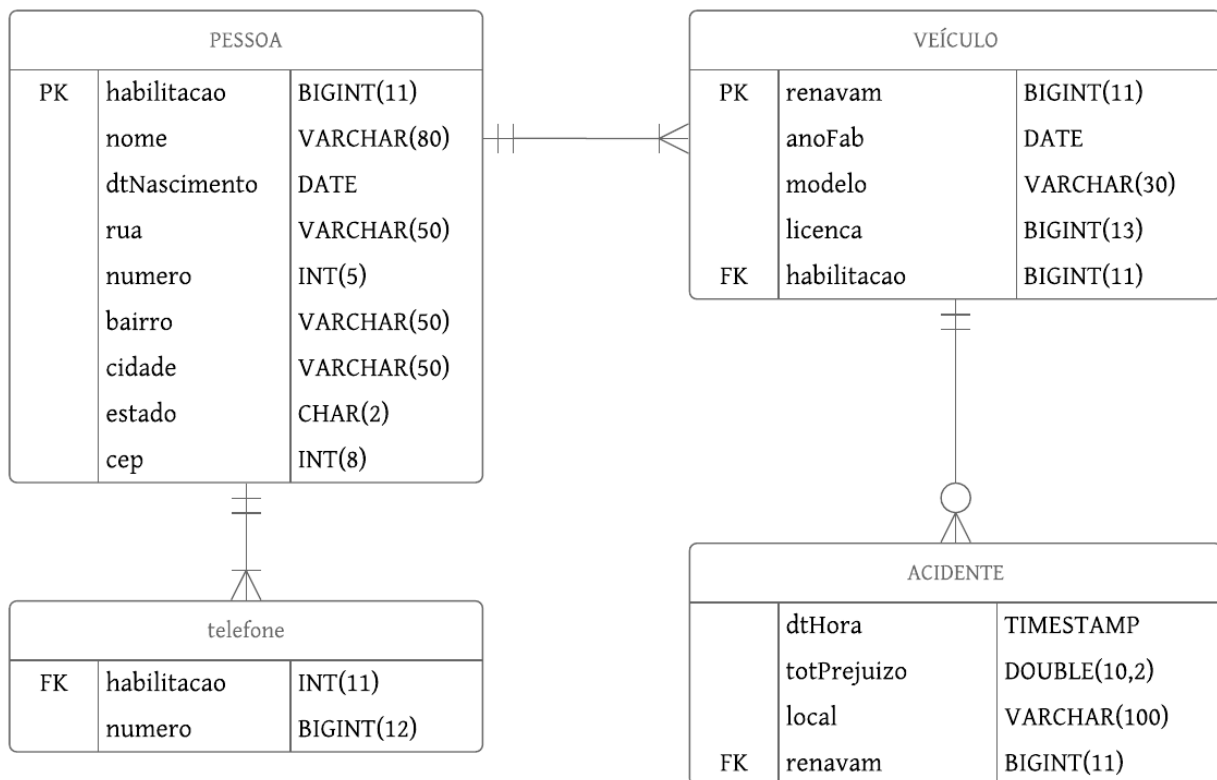 PESSOA
PK habilitacao BIGINT(11)
nome VARCHAR(80)
dtNascimento DATE
rua VARCHAR(50)
numero INT(5)
bairro VARCHAR(50)
cidade VARCHAR(50)
estado CHAR(2)
cep INT(8)
VEÍCULO
PK renavam BIGINT(11)
anoFab DATE
modelo VARCHAR(30)
licenca BIGINT(13)
FK habilitacao BIGINT(11)
telefone
FK habilitacao INT(11)
numero BIGINT(12)
ACIDENTE
dtHora TIMESTAMP
totPrejuizo DOUBLE(10,2)
local VARCHAR(100)
FK renavam BIGINT(11)